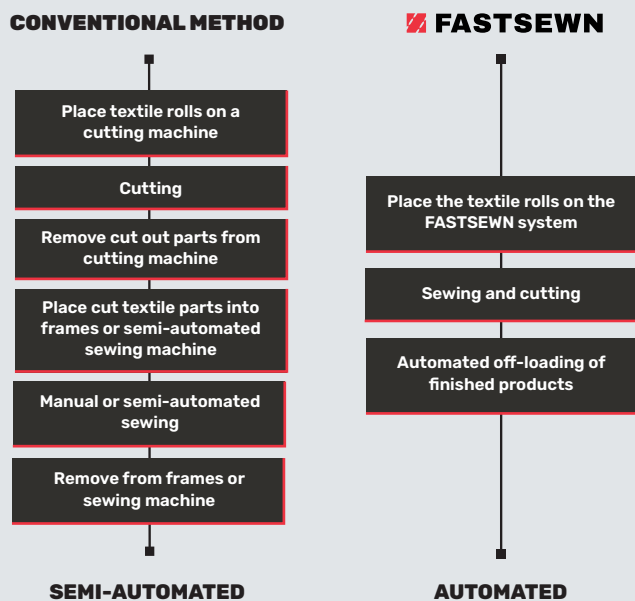 CONVENTIONAL METHOD
Place textile rolls on a
cutting machine
Cutting
Remove cut out parts from
cutting machine
Place cut textile parts into
frames or semi-automated
sewing machine
Manual or semi-automated
sewing
Remove from frames or
sewing machine
SEMI-AUTOMATED
FASTSEWN
Place the textile rolls on the
FASTSEWN system
Sewing and cutting
Automated off-loading of
finished products
AUTOMATED